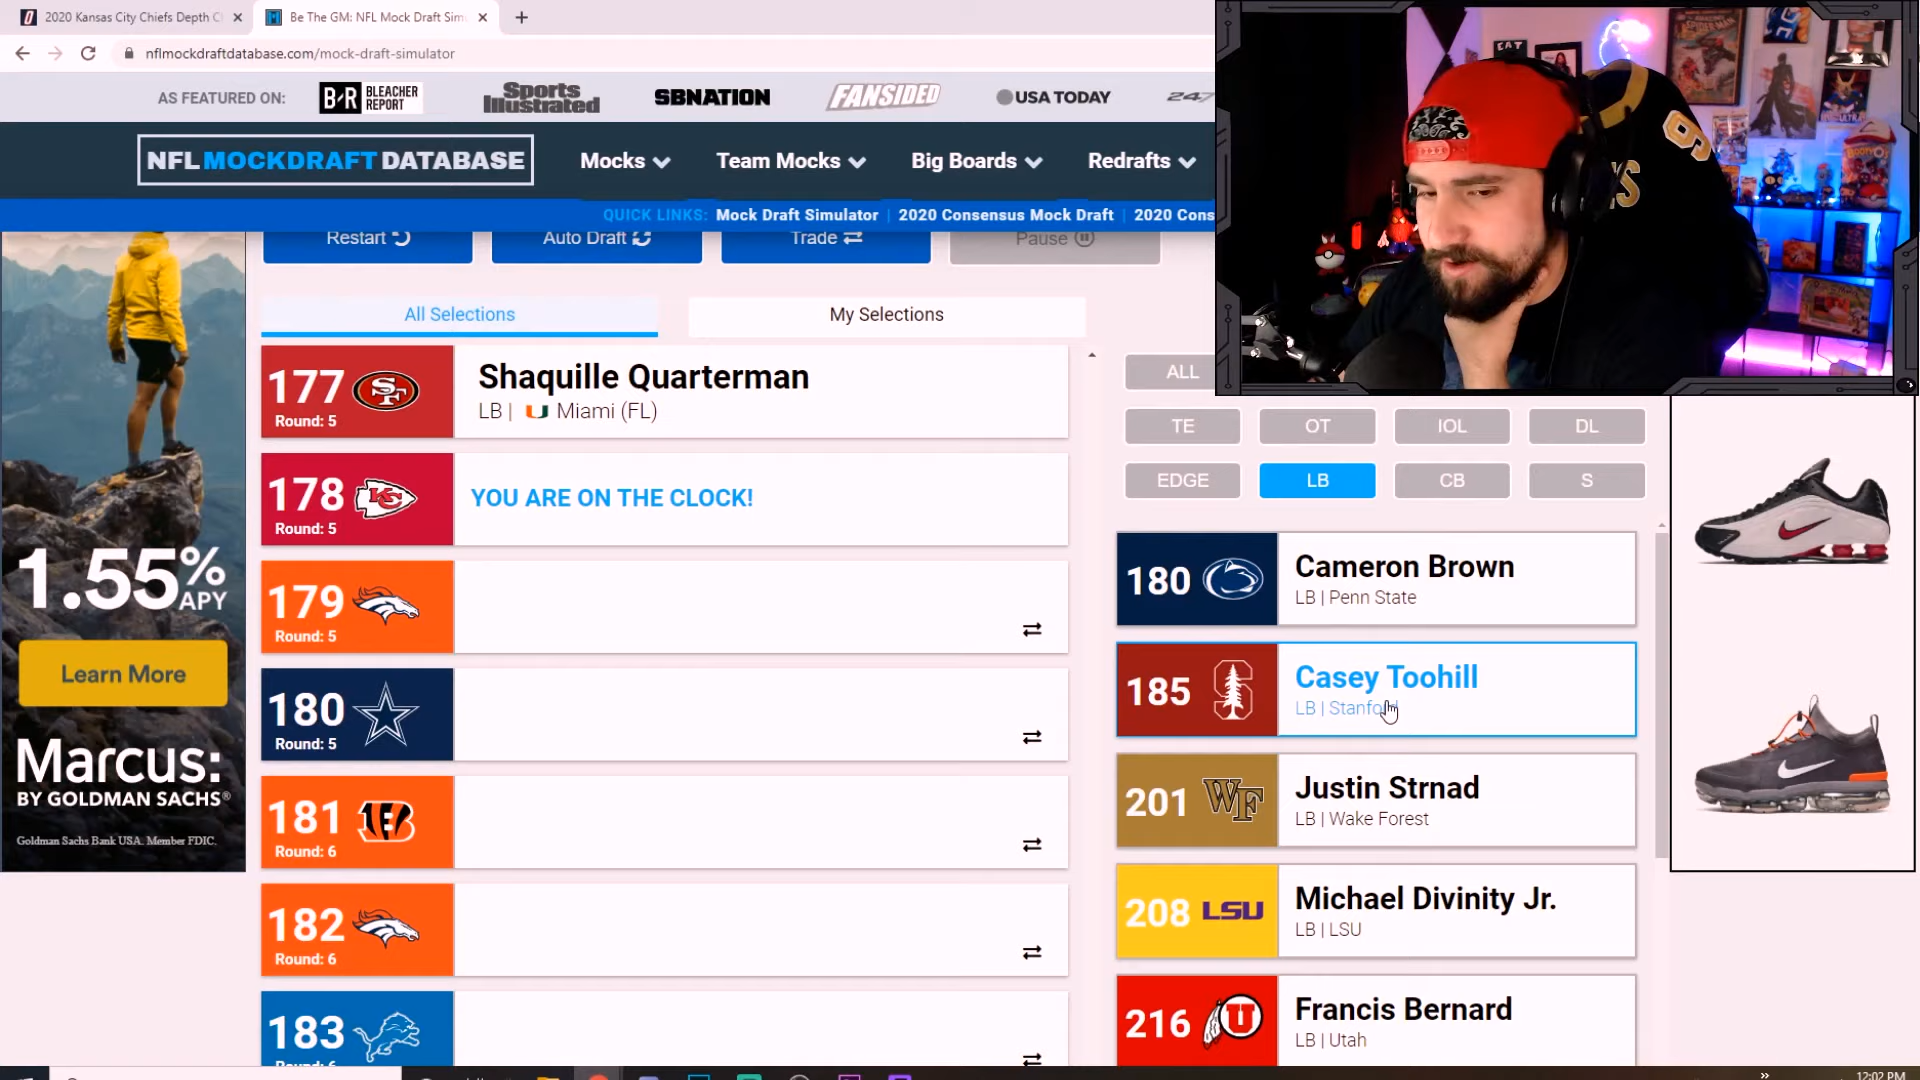 2020 Kansas City Chiefs Depth C
Be The GM: NFL Mock Draft Sim
nflmockdraftdatabase.com/mock-draft-simulator
AS FEATURED ON:
B/R BLEACHER REPORT
Sports Illustrated
SBNATION
FANSIDED
USA TODAY
247
NFL MOCKDRAFT DATABASE
Mocks
Team Mocks
Big Boards
Redrafts
QUICK LINKS: Mock Draft Simulator | 2020 Consensus Mock Draft | 2020 Cons
Restart
Auto Draft
Trade
Pause
All Selections
My Selections
177
Round: 5
SF
Shaquille Quarterman
LB | U Miami (FL)
178
Round: 5
KC
YOU ARE ON THE CLOCK!
179
Round: 5
180
Round: 5
181
Round: 6
182
Round: 6
183
ALL
TE
OT
IOL
DL
EDGE
LB
CB
S
180
Cameron Brown
LB | Penn State
185
S
Casey Toohill
LB | Stanfo
201
WF
Justin Strnad
LB | Wake Forest
208
LSU
Michael Divinity Jr.
LB | LSU
216
U
Francis Bernard
LB | Utah
1.55% APY
Learn More
Marcus:
BY GOLDMAN SACHS®
Goldman Sachs Bank USA. Member FDIC.
EAT
9
12:02 PM